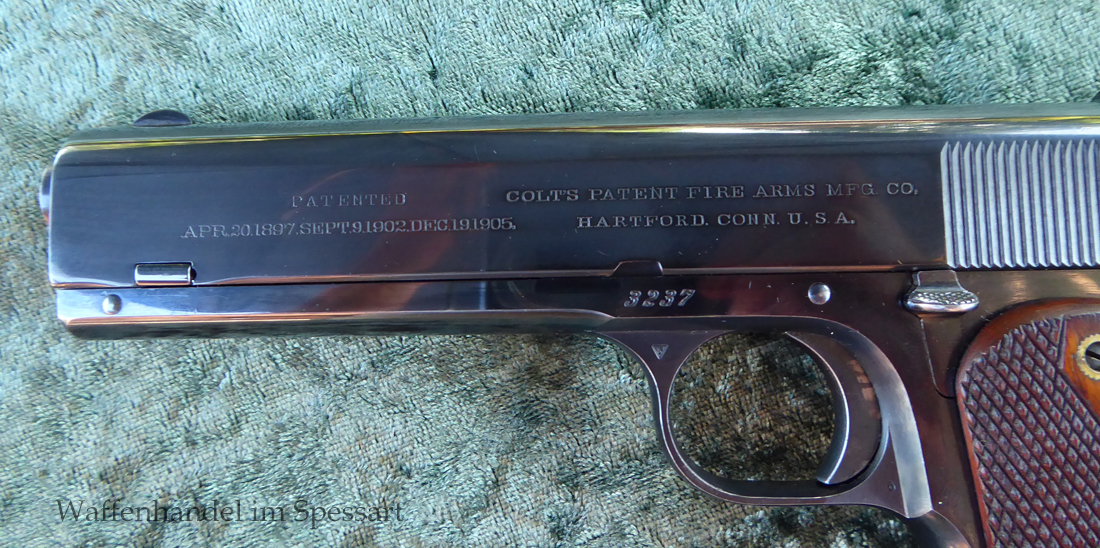 PATENTED
APR.20.1897.SEPT.9.1902.DEC.19.1905.
COLT'S PATENT FIRE ARMS MFG. CO.
HARTFORD. CONN. U.S.A.
3237
Waffenhandel im Spessart